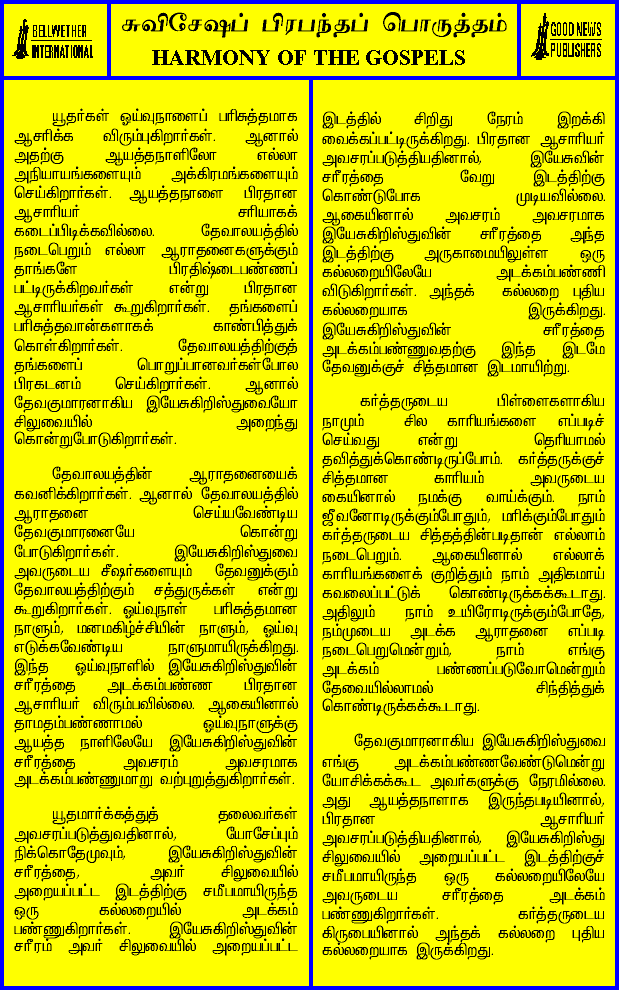 BELLWETHER
INTERNATIONAL
சுவிசேஷப் பிரபந்தப் பொருத்தம்
HARMONY OF THE GOSPELS
GOOD NEWS
PUBLISHERS
யூதர்கள் ஓய்வுநாளைப் பரிசுத்தமாக
ஆசரிக்க விரும்புகிறார்கள். ஆனால்
அதற்கு ஆயத்தநாளிலோ எல்லா
அநியாயங்களையும் அக்கிரமங்களையும்
செய்கிறார்கள். ஆயத்தநாளை பிரதான
ஆசாரியர் சரியாகக்
கடைப்பிடிக்கவில்லை. தேவாலயத்தில்
நடைபெறும் எல்லா ஆராதனைகளுக்கும்
தாங்களே பிரதிஷ்டைபண்ணப்
பட்டிருக்கிறவர்கள் என்று பிரதான
ஆசாரியர்கள் கூறுகிறார்கள். தங்களைப்
பரிசுத்தவான்களாகக் காண்பித்துக்
கொள்கிறார்கள். தேவாலயத்திற்குத்
தங்களைப் பொறுப்பானவர்கள்போல
பிரகடனம் செய்கிறார்கள். ஆனால்
தேவகுமாரனாகிய இயேசுகிறிஸ்துவையோ
சிலுவையில் அறைந்து
கொன்றுபோடுகிறார்கள்.
தேவாலயத்தின் ஆராதனையைக்
கவனிக்கிறார்கள். ஆனால் தேவாலயத்தில்
ஆராதனை செய்யவேண்டிய
தேவகுமாரனையே கொன்று
போடுகிறார்கள். இயேசுகிறிஸ்துவை
அவருடைய சீஷர்களையும் தேவனுக்கும்
தேவாலயத்திற்கும் சத்துருக்கள் என்று
கூறுகிறார்கள். ஓய்வுநாள் பரிசுத்தமான
நாளும், மனமகிழ்ச்சியின் நாளும், ஓய்வு
எடுக்கவேண்டிய நாளுமாயிருக்கிறது.
இந்த ஓய்வுநாளில் இயேசுகிறிஸ்துவின்
சரீரத்தை அடக்கம்பண்ண பிரதான
ஆசாரியர் விரும்பவில்லை. ஆகையினால்
தாமதம்பண்ணாமல் ஓய்வுநாளுக்கு
ஆயத்த நாளிலேயே இயேசுகிறிஸ்துவின்
சரீரத்தை அவசரம் அவசரமாக
அடக்கம்பண்ணுமாறு வற்புறுத்துகிறார்கள்.
யூதமார்க்கத்துத் தலைவர்கள்
அவசரப்படுத்துவதினால், யோசேப்பும்
நிக்கொதேமுவும், இயேசுகிறிஸ்துவின்
சரீரத்தை, அவர் சிலுவையில்
அறையப்பட்ட இடத்திற்கு சமீபமாயிருந்த
ஒரு கல்லறையில் அடக்கம்
பண்ணுகிறார்கள். இயேசுகிறிஸ்துவின்
சரீரம் அவர் சிலுவையில் அறையப்பட்ட
இடத்தில் சிறிது நேரம் இறக்கி
வைக்கப்பட்டிருக்கிறது. பிரதான ஆசாரியர்
அவசரப்படுத்தியதினால், இயேசுவின்
சரீரத்தை வேறு இடத்திற்கு
கொண்டுபோக முடியவில்லை.
ஆகையினால் அவசரம் அவசரமாக
இயேசுகிறிஸ்துவின் சரீரத்தை அந்த
இடத்திற்கு அருகாமையிலுள்ள ஒரு
கல்லறையிலேயே அடக்கம்பண்ணி
விடுகிறார்கள். அந்தக் கல்லறை புதிய
கல்லறையாக இருக்கிறது.
இயேசுகிறிஸ்துவின் சரீரத்தை
அடக்கம்பண்ணுவதற்கு இந்த இடமே
தேவனுக்குச் சித்தமான இடமாயிற்று.
கர்த்தருடைய பிள்ளைகளாகிய
நாமும் சில காரியங்களை எப்படிச்
செய்வது என்று தெரியாமல்
தவித்துக்கொண்டிருப்போம். கர்த்தருக்குச்
சித்தமான காரியம் அவருடைய
கையினால் நமக்கு வாய்க்கும். நாம்
ஜீவனோடிருக்கும்போதும், மரிக்கும்போதும்
கர்த்தருடைய சித்தத்தின்படிதான் எல்லாம்
நடைபெறும். ஆகையினால் எல்லாக்
காரியங்களைக் குறித்தும் நாம் அதிகமாய்
கவலைப்பட்டுக் கொண்டிருக்கக்கூடாது.
அதிலும் நாம் உயிரோடிருக்கும்போதே,
நம்முடைய அடக்க ஆராதனை எப்படி
நடைபெறுமென்றும், நாம் எங்கு
அடக்கம் பண்ணப்படுவோமென்றும்
தேவையில்லாமல் சிந்தித்துக்
கொண்டிருக்கக்கூடாது.
தேவகுமாரனாகிய இயேசுகிறிஸ்துவை
எங்கு அடக்கம்பண்ணவேண்டுமென்று
யோசிக்கக்கூட அவர்களுக்கு நேரமில்லை.
அது ஆயத்தநாளாக இருந்தபடியினால்,
பிரதான ஆசாரியர்
அவசரப்படுத்தியதினால், இயேசுகிறிஸ்து
சிலுவையில் அறையப்பட்ட இடத்திற்குச்
சமீபமாயிருந்த ஒரு கல்லறையிலேயே
அவருடைய சரீரத்தை அடக்கம்
பண்ணுகிறார்கள். கர்த்தருடைய
கிருபையினால் அந்தக் கல்லறை புதிய
கல்லறையாக இருக்கிறது.